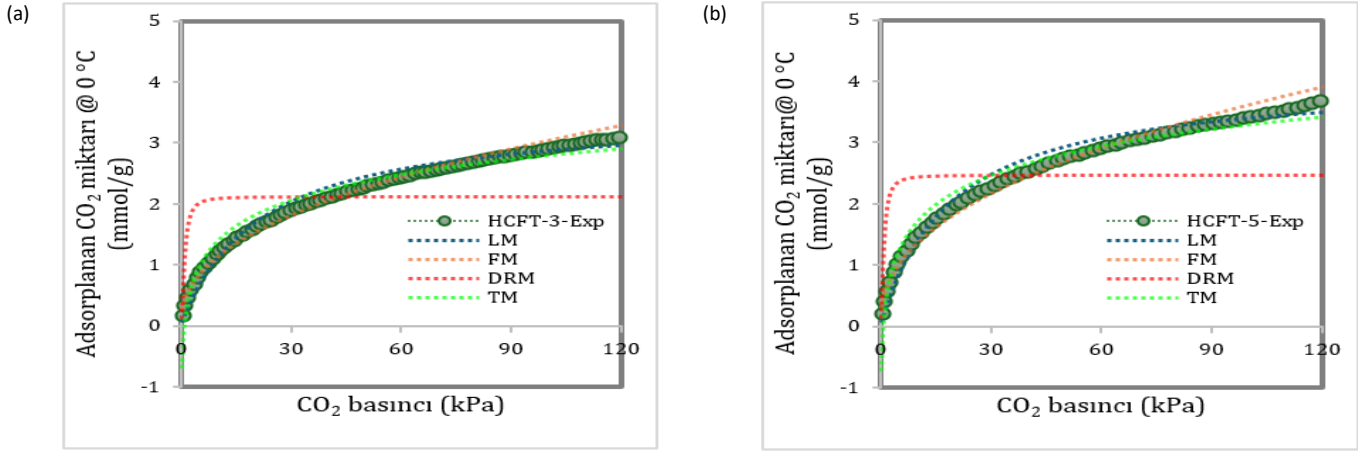 (a)
5
4
3
2
1
0
-1
0
30
60
90
120
Adsorplanan CO₂ miktarı @ 0 °C
(mmol/g)
HCFT-3-Exp
LM
FM
DRM
TM
CO₂ basıncı (kPa)
(b)
5
4
3
2
1
0
-1
0
30
60
90
120
Adsorplanan CO₂ miktarı@ 0 °C
(mmol/g)
HCFT-5-Exp
LM
FM
DRM
TM
CO₂ basıncı (kPa)